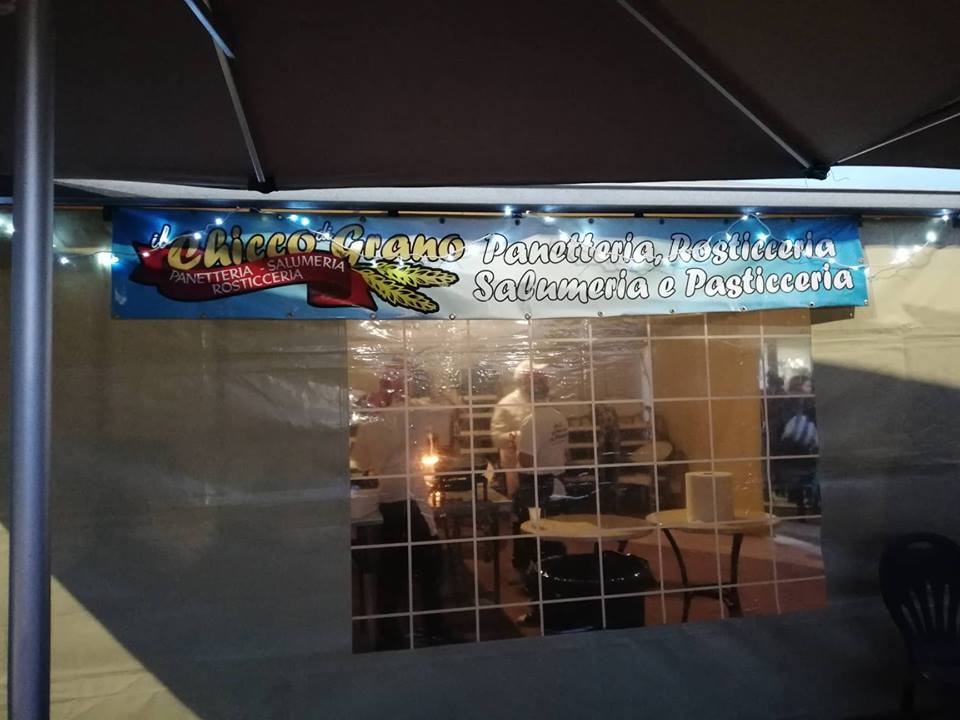 il Chicco di Grano
PANETTERIA - SALUMERIA
ROSTICCERIA
Panetteria, Rosticceria
Salumeria e Pasticceria